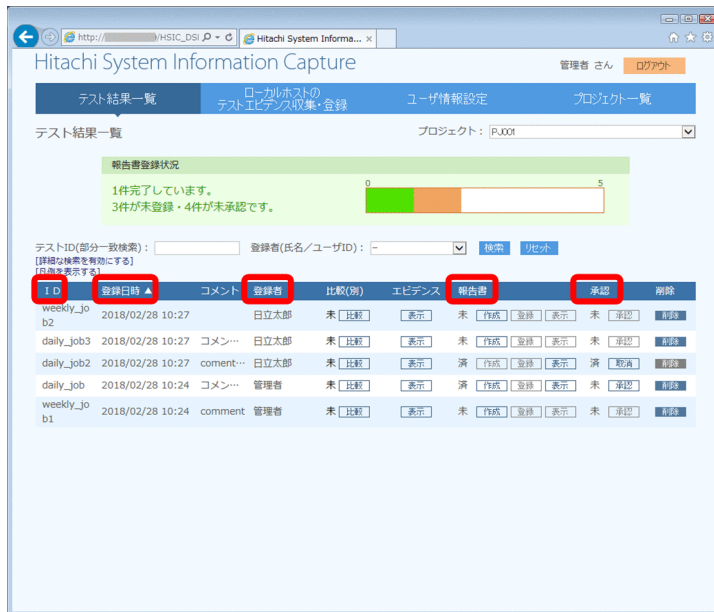 http:// /HSIC_DSI
Hitachi System Informa... ×
Hitachi System Information Capture
管理者 さん ログアウト
テスト結果一覧
ローカルホストの
テストエビデンス収集・登録
ユーザ情報設定
プロジェクト一覧
テスト結果一覧
プロジェクト： PJ001
報告書登録状況
1件完了しています。
3件が未登録・4件が未承認です。
0 5
テストID(部分一致検索)： 登録者(氏名／ユーザID)： - 検索 リセット
[詳細な検索を有効にする]
[凡例を表示する]
ＩＤ 登録日時▲ コメント 登録者 比較(別) エビデンス 報告書 承認 削除
weekly_jo
b2 2018/02/28 10:27 日立太郎 未 比較 表示 未 作成 登録 表示 未 承認 削除
daily_job3 2018/02/28 10:27 コメン… 日立太郎 未 比較 表示 未 作成 登録 表示 未 承認 削除
daily_job2 2018/02/28 10:27 coment… 日立太郎 未 比較 表示 済 作成 登録 表示 済 取消 削除
daily_job 2018/02/28 10:24 コメン… 管理者 未 比較 表示 済 作成 登録 表示 未 承認 削除
weekly_jo
b1 2018/02/28 10:24 comment 管理者 未 比較 表示 未 作成 登録 表示 未 承認 削除